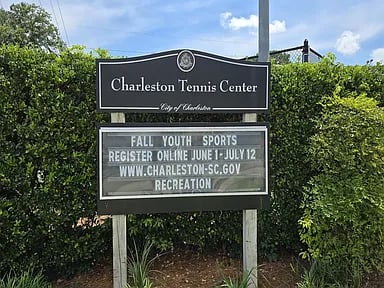 Charleston Tennis Center
City of Charleston
FALL YOUTH SPORTS
REGISTER ONLINE JUNE 1-JULY 12
WWW.CHARLESTON-SC.GOV
RECREATION